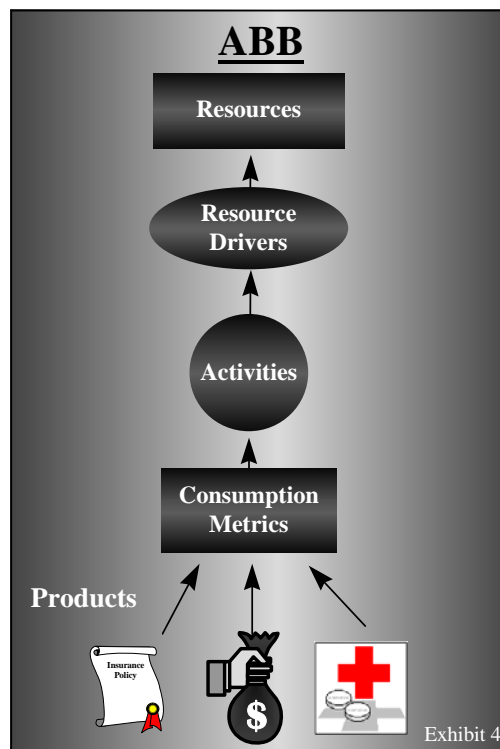 ABB
Resources
Resource
Drivers
Activities
Consumption
Metrics
Products
Insurance
Policy
$
Exhibit 4